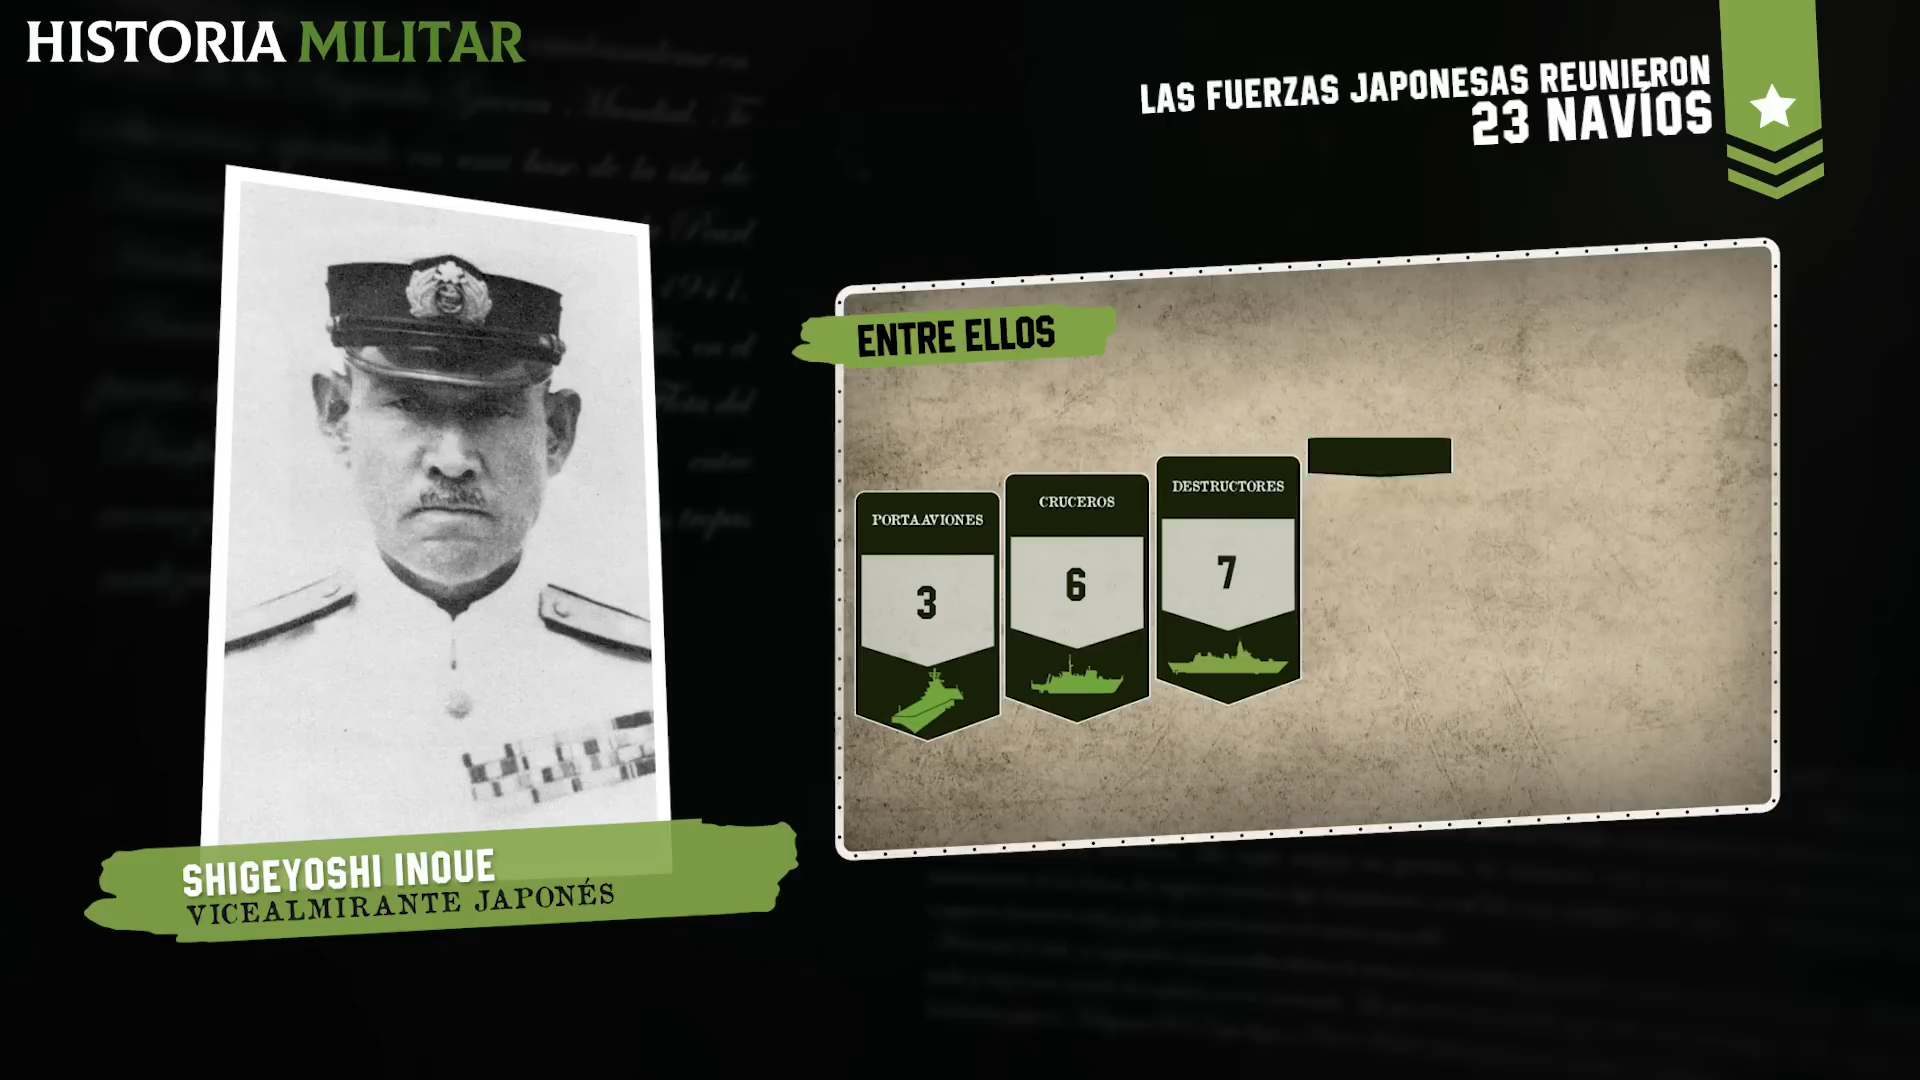 HISTORIA MILITAR
LAS FUERZAS JAPONESAS REUNIERON
23 NAVÍOS
ENTRE ELLOS
PORTAAVIONES
3
CRUCEROS
6
DESTRUCTORES
7
SHIGEYOSHI INOUE
VICEALMIRANTE JAPONÉS